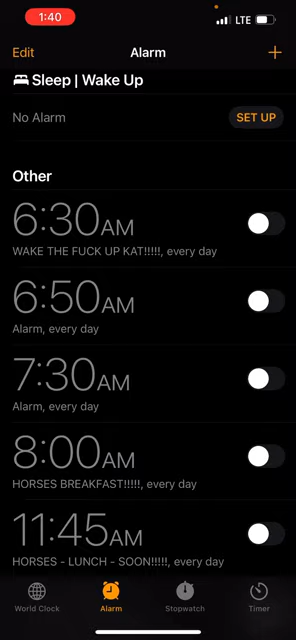 1:40
LTE
Edit
Alarm
+
Sleep | Wake Up
No Alarm
SET UP
Other
6:30AM
WAKE THE FUCK UP KAT!!!!!, every day
6:50AM
Alarm, every day
7:30AM
Alarm, every day
8:00AM
HORSES BREAKFAST!!!!!, every day
11:45AM
HORSES - LUNCH - SOON!!!!!, every day
World Clock
Alarm
Stopwatch
Timer